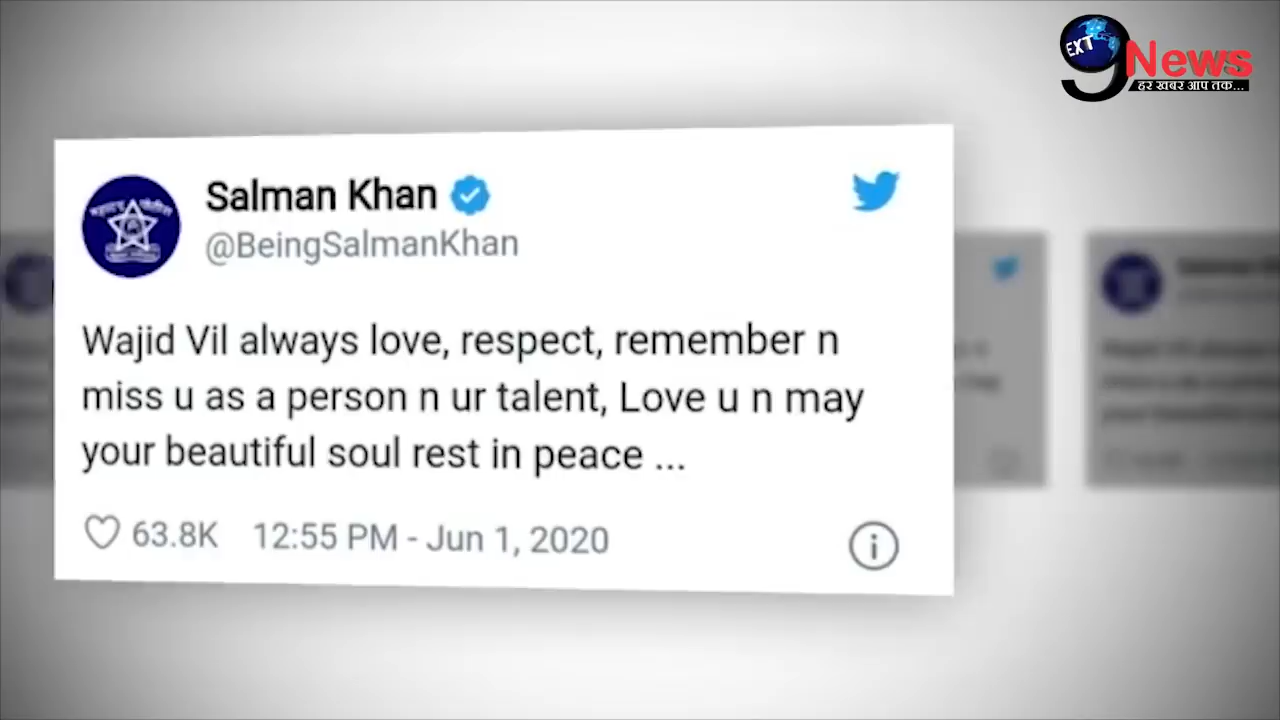 EXT
9 News
हर खबर आप तक...
Salman Khan
@BeingSalmanKhan
Wajid Vil always love, respect, remember n
miss u as a person n ur talent, Love u n may
your beautiful soul rest in peace ...
63.8K 12:55 PM - Jun 1, 2020